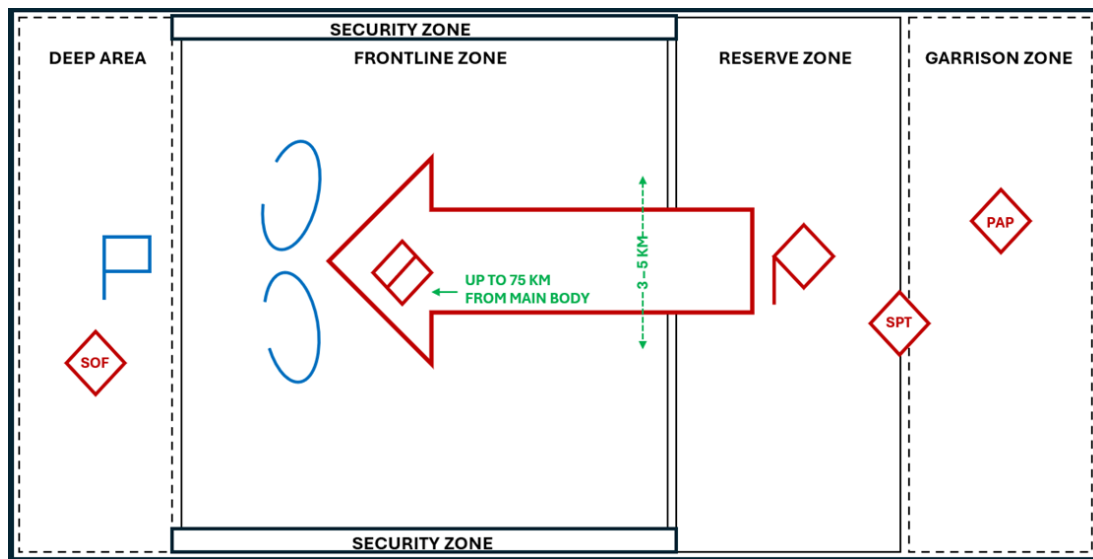 SECURITY ZONE
DEEP AREA
FRONTLINE ZONE
RESERVE ZONE
GARRISON ZONE
PAP
3 – 5 KM
UP TO 75 KM
FROM MAIN BODY
SPT
SOF
SECURITY ZONE